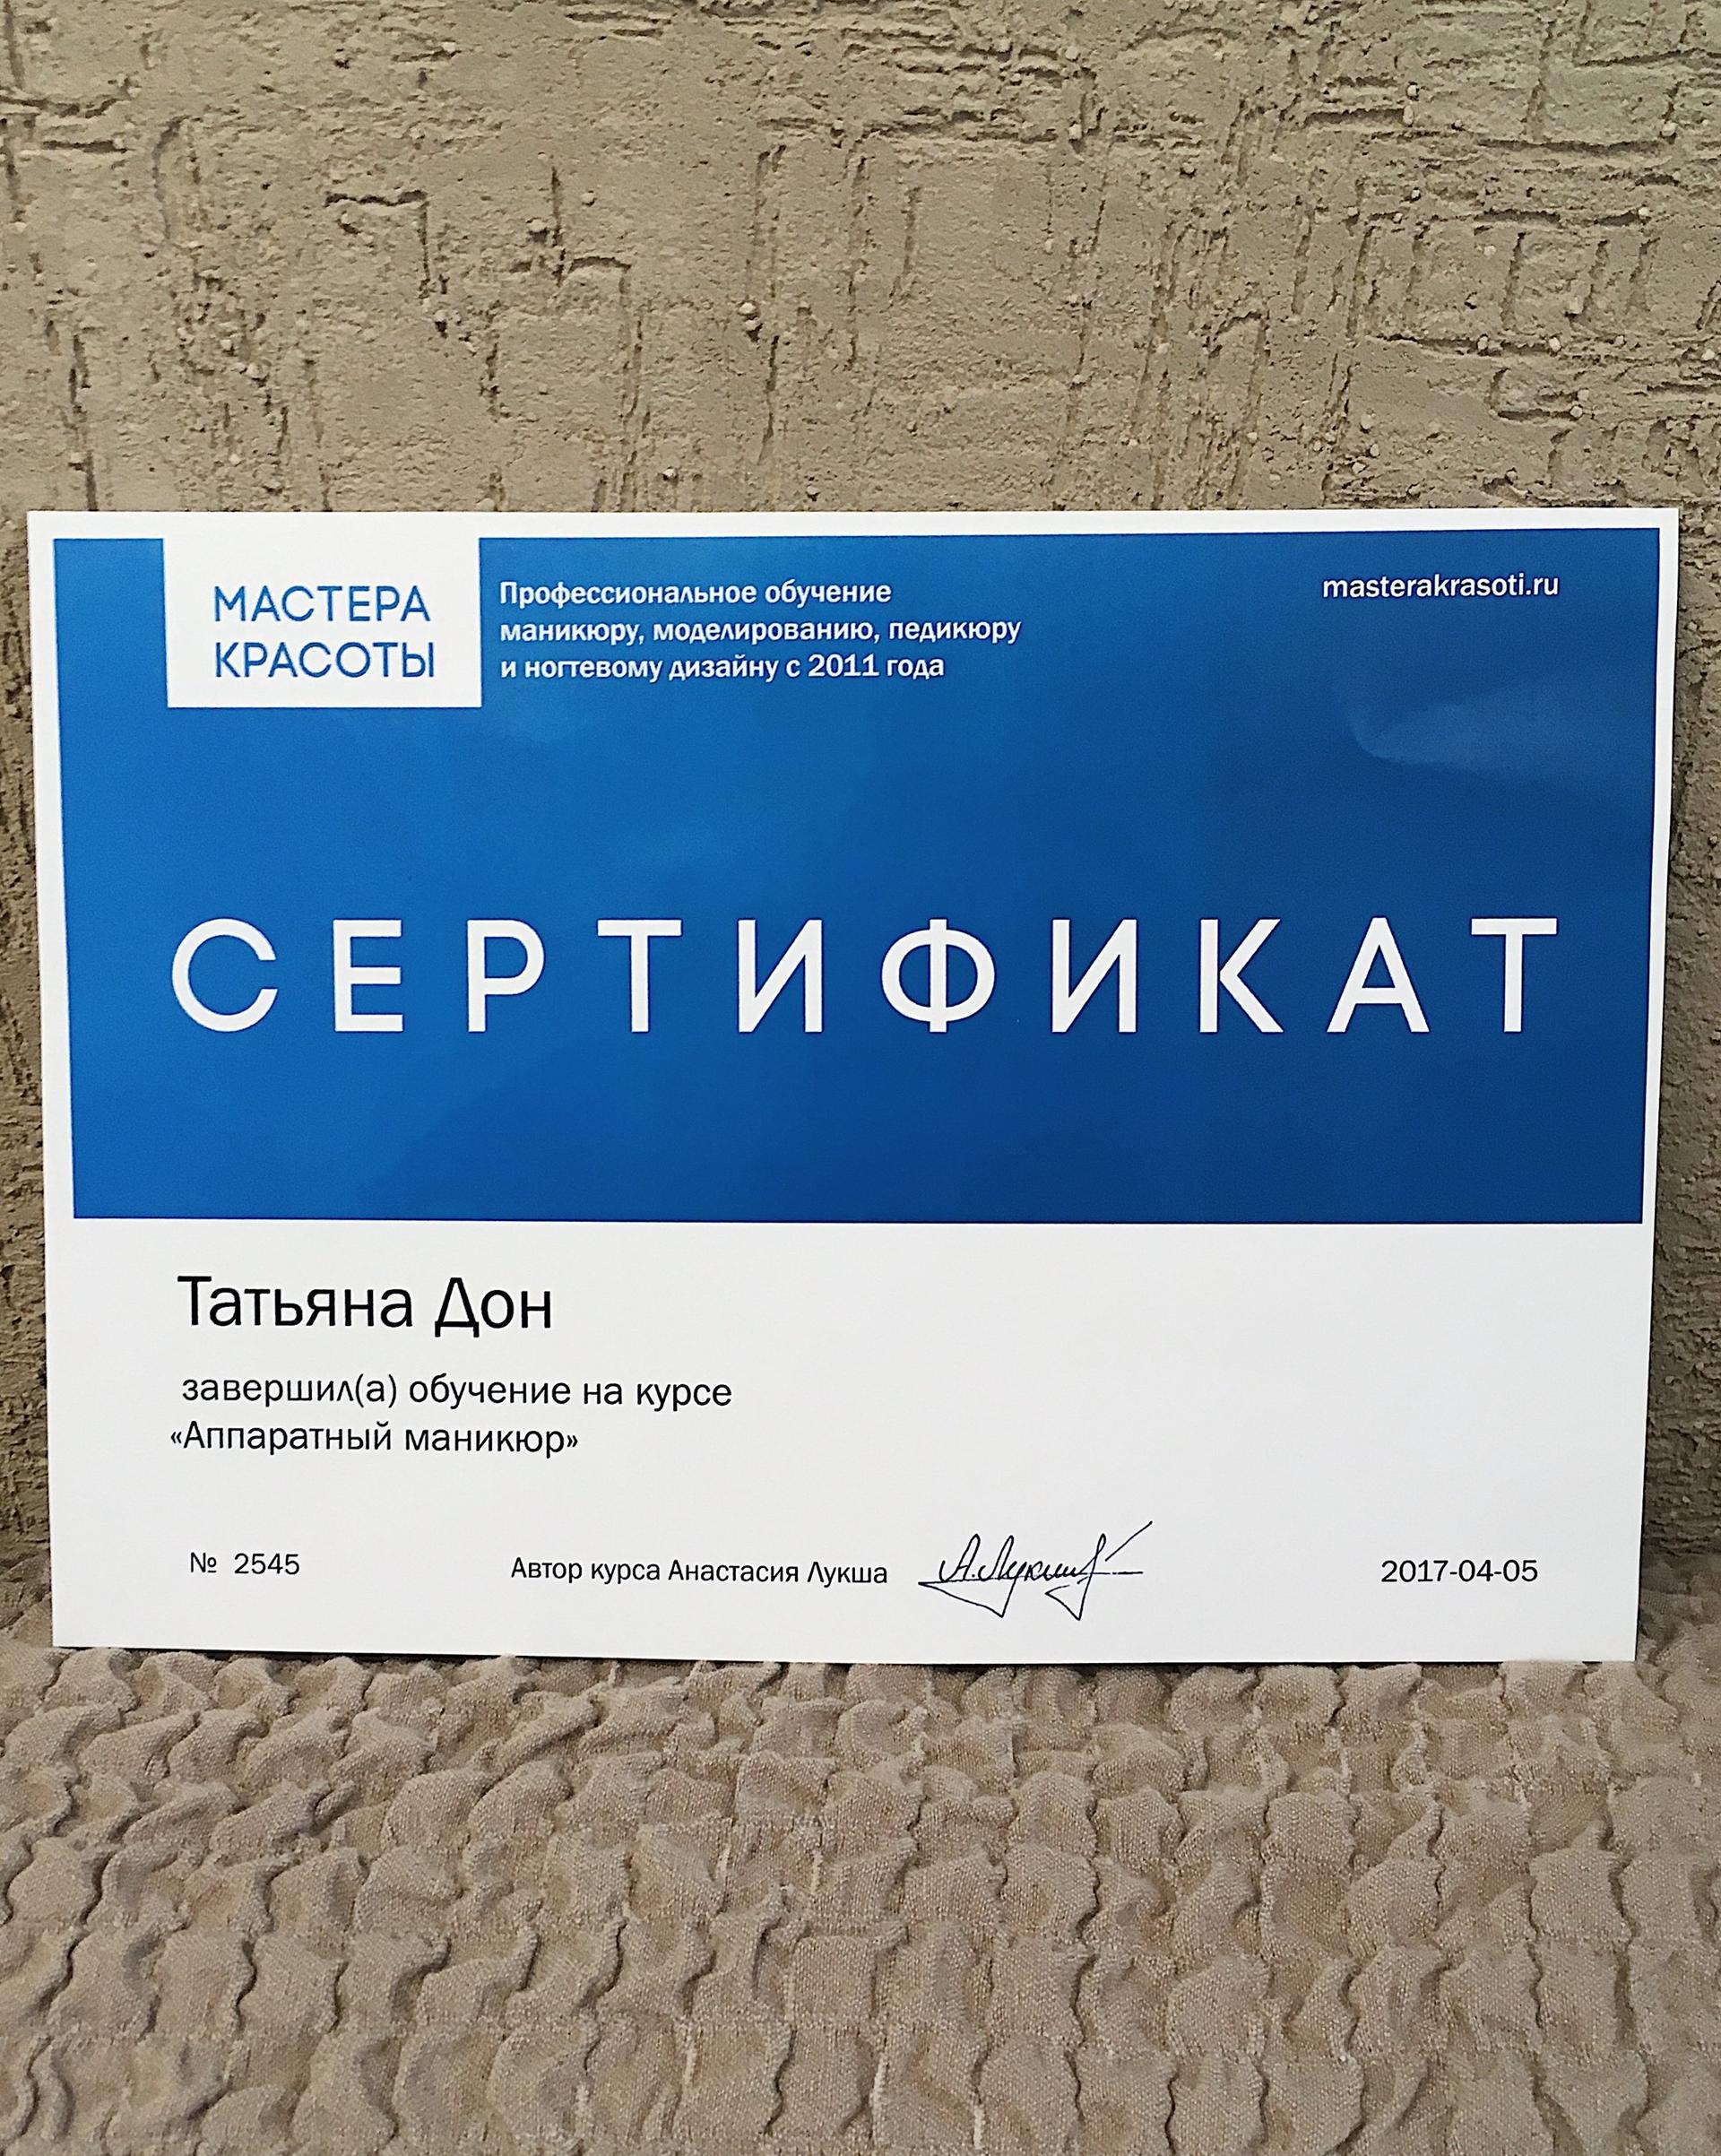 МАСТЕРА
КРАСОТЫ
Профессиональное обучение
маникюру, моделированию, педикюру
и ногтевому дизайну с 2011 года
masterakrasoti.ru
СЕРТИФИКАТ
Татьяна Дон
завершил(а) обучение на курсе
«Аппаратный маникюр»
№ 2545
Автор курса Анастасия Лукша
А.Лукша
2017-04-05